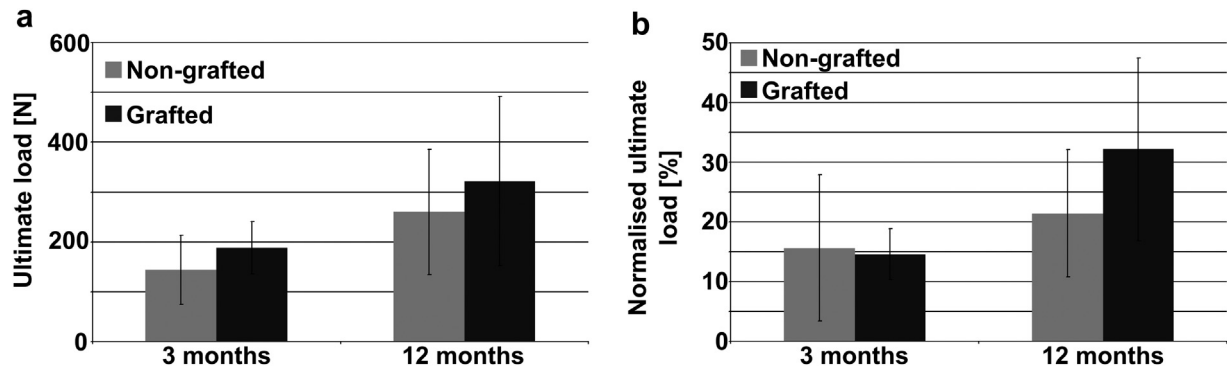 a
Ultimate load [N]
600
400
200
0
Non-grafted
Grafted
3 months
12 months
b
Normalised ultimate
load [%]
50
40
30
20
10
0
Non-grafted
Grafted
3 months
12 months